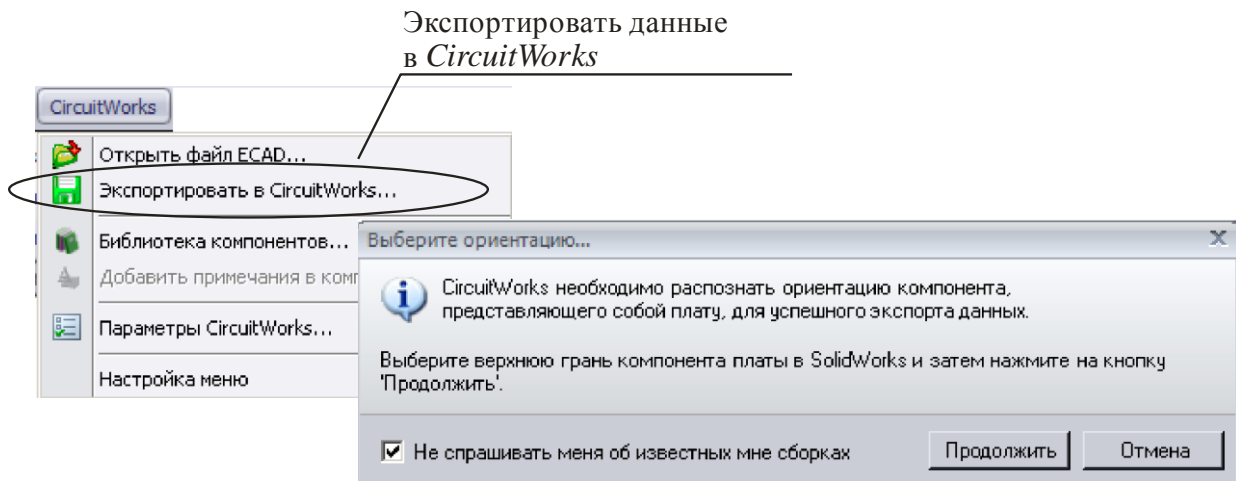 Экспортировать данные
в CircuitWorks
CircuitWorks
Открыть файл ECAD...
Экспортировать в CircuitWorks...
Библиотека компонентов...
Добавить примечания в комп
Параметры CircuitWorks...
Настройка меню
Выберите ориентацию...
CircuitWorks необходимо распознать ориентацию компонента,
представляющего собой плату, для успешного экспорта данных.
Выберите верхнюю грань компонента платы в SolidWorks и затем нажмите на кнопку
'Продолжить'.
Не спрашивать меня об известных мне сборках
Продолжить
Отмена